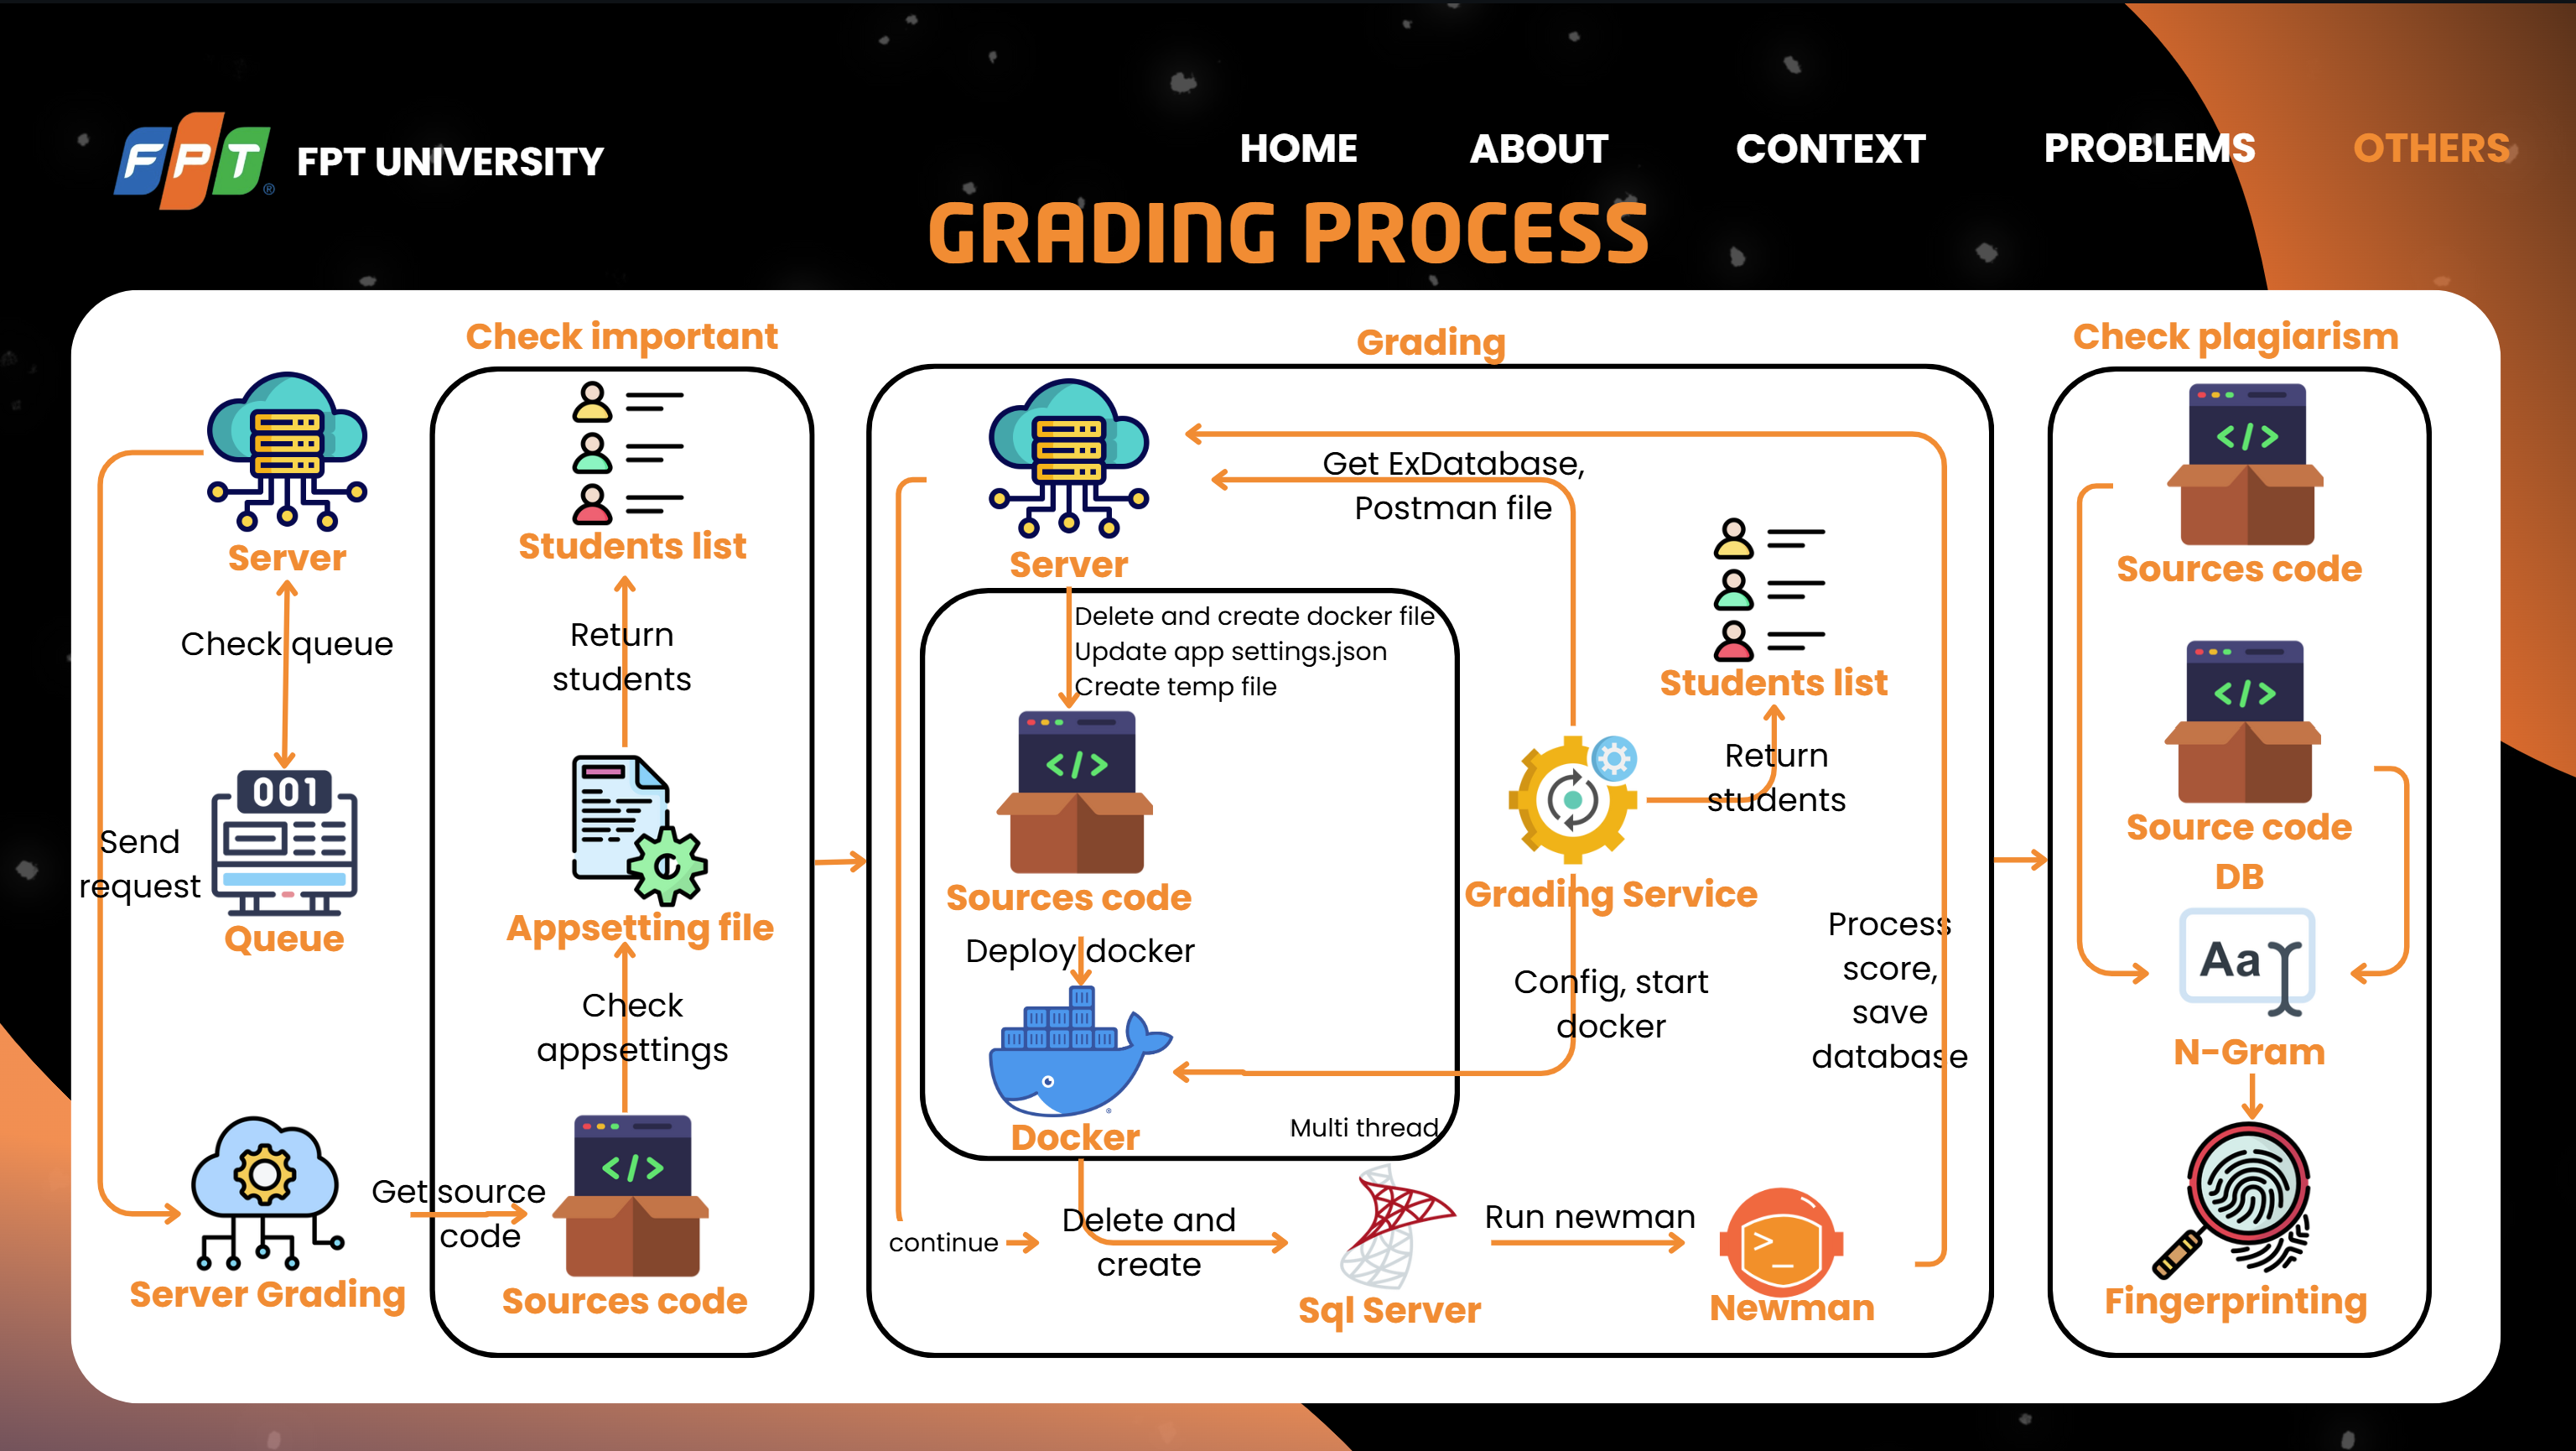 FPT
FPT UNIVERSITY
HOME
ABOUT
CONTEXT
PROBLEMS
OTHERS
GRADING PROCESS
Server
Check queue
001
Queue
Send
request
Server Grading
Get source
code
Check important
Students list
Return
students
Appsetting file
Check
appsettings
</>
Sources code
Grading
Server
Get ExDatabase,
Postman file
Delete and create docker file
Update app settings.json
Create temp file
</>
Sources code
Deploy docker
Docker
Multi thread
Students list
Return
students
Grading Service
Config, start
docker
Process
score,
save
database
continue
Delete and
create
Sql Server
Run newman
>_
Newman
Check plagiarism
</>
Sources code
</>
Source code
DB
Aa
N-Gram
Fingerprinting